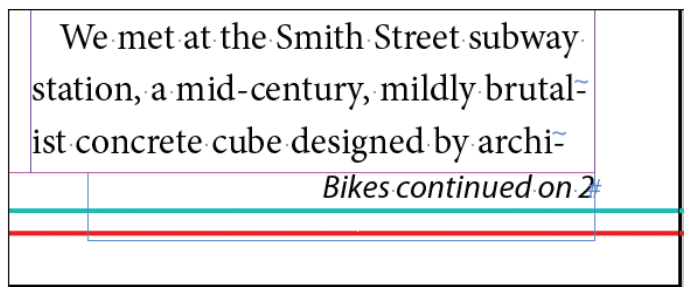 We met at the Smith Street subway
station, a mid-century, mildly brutal-
ist concrete cube designed by archi-
Bikes continued on 2